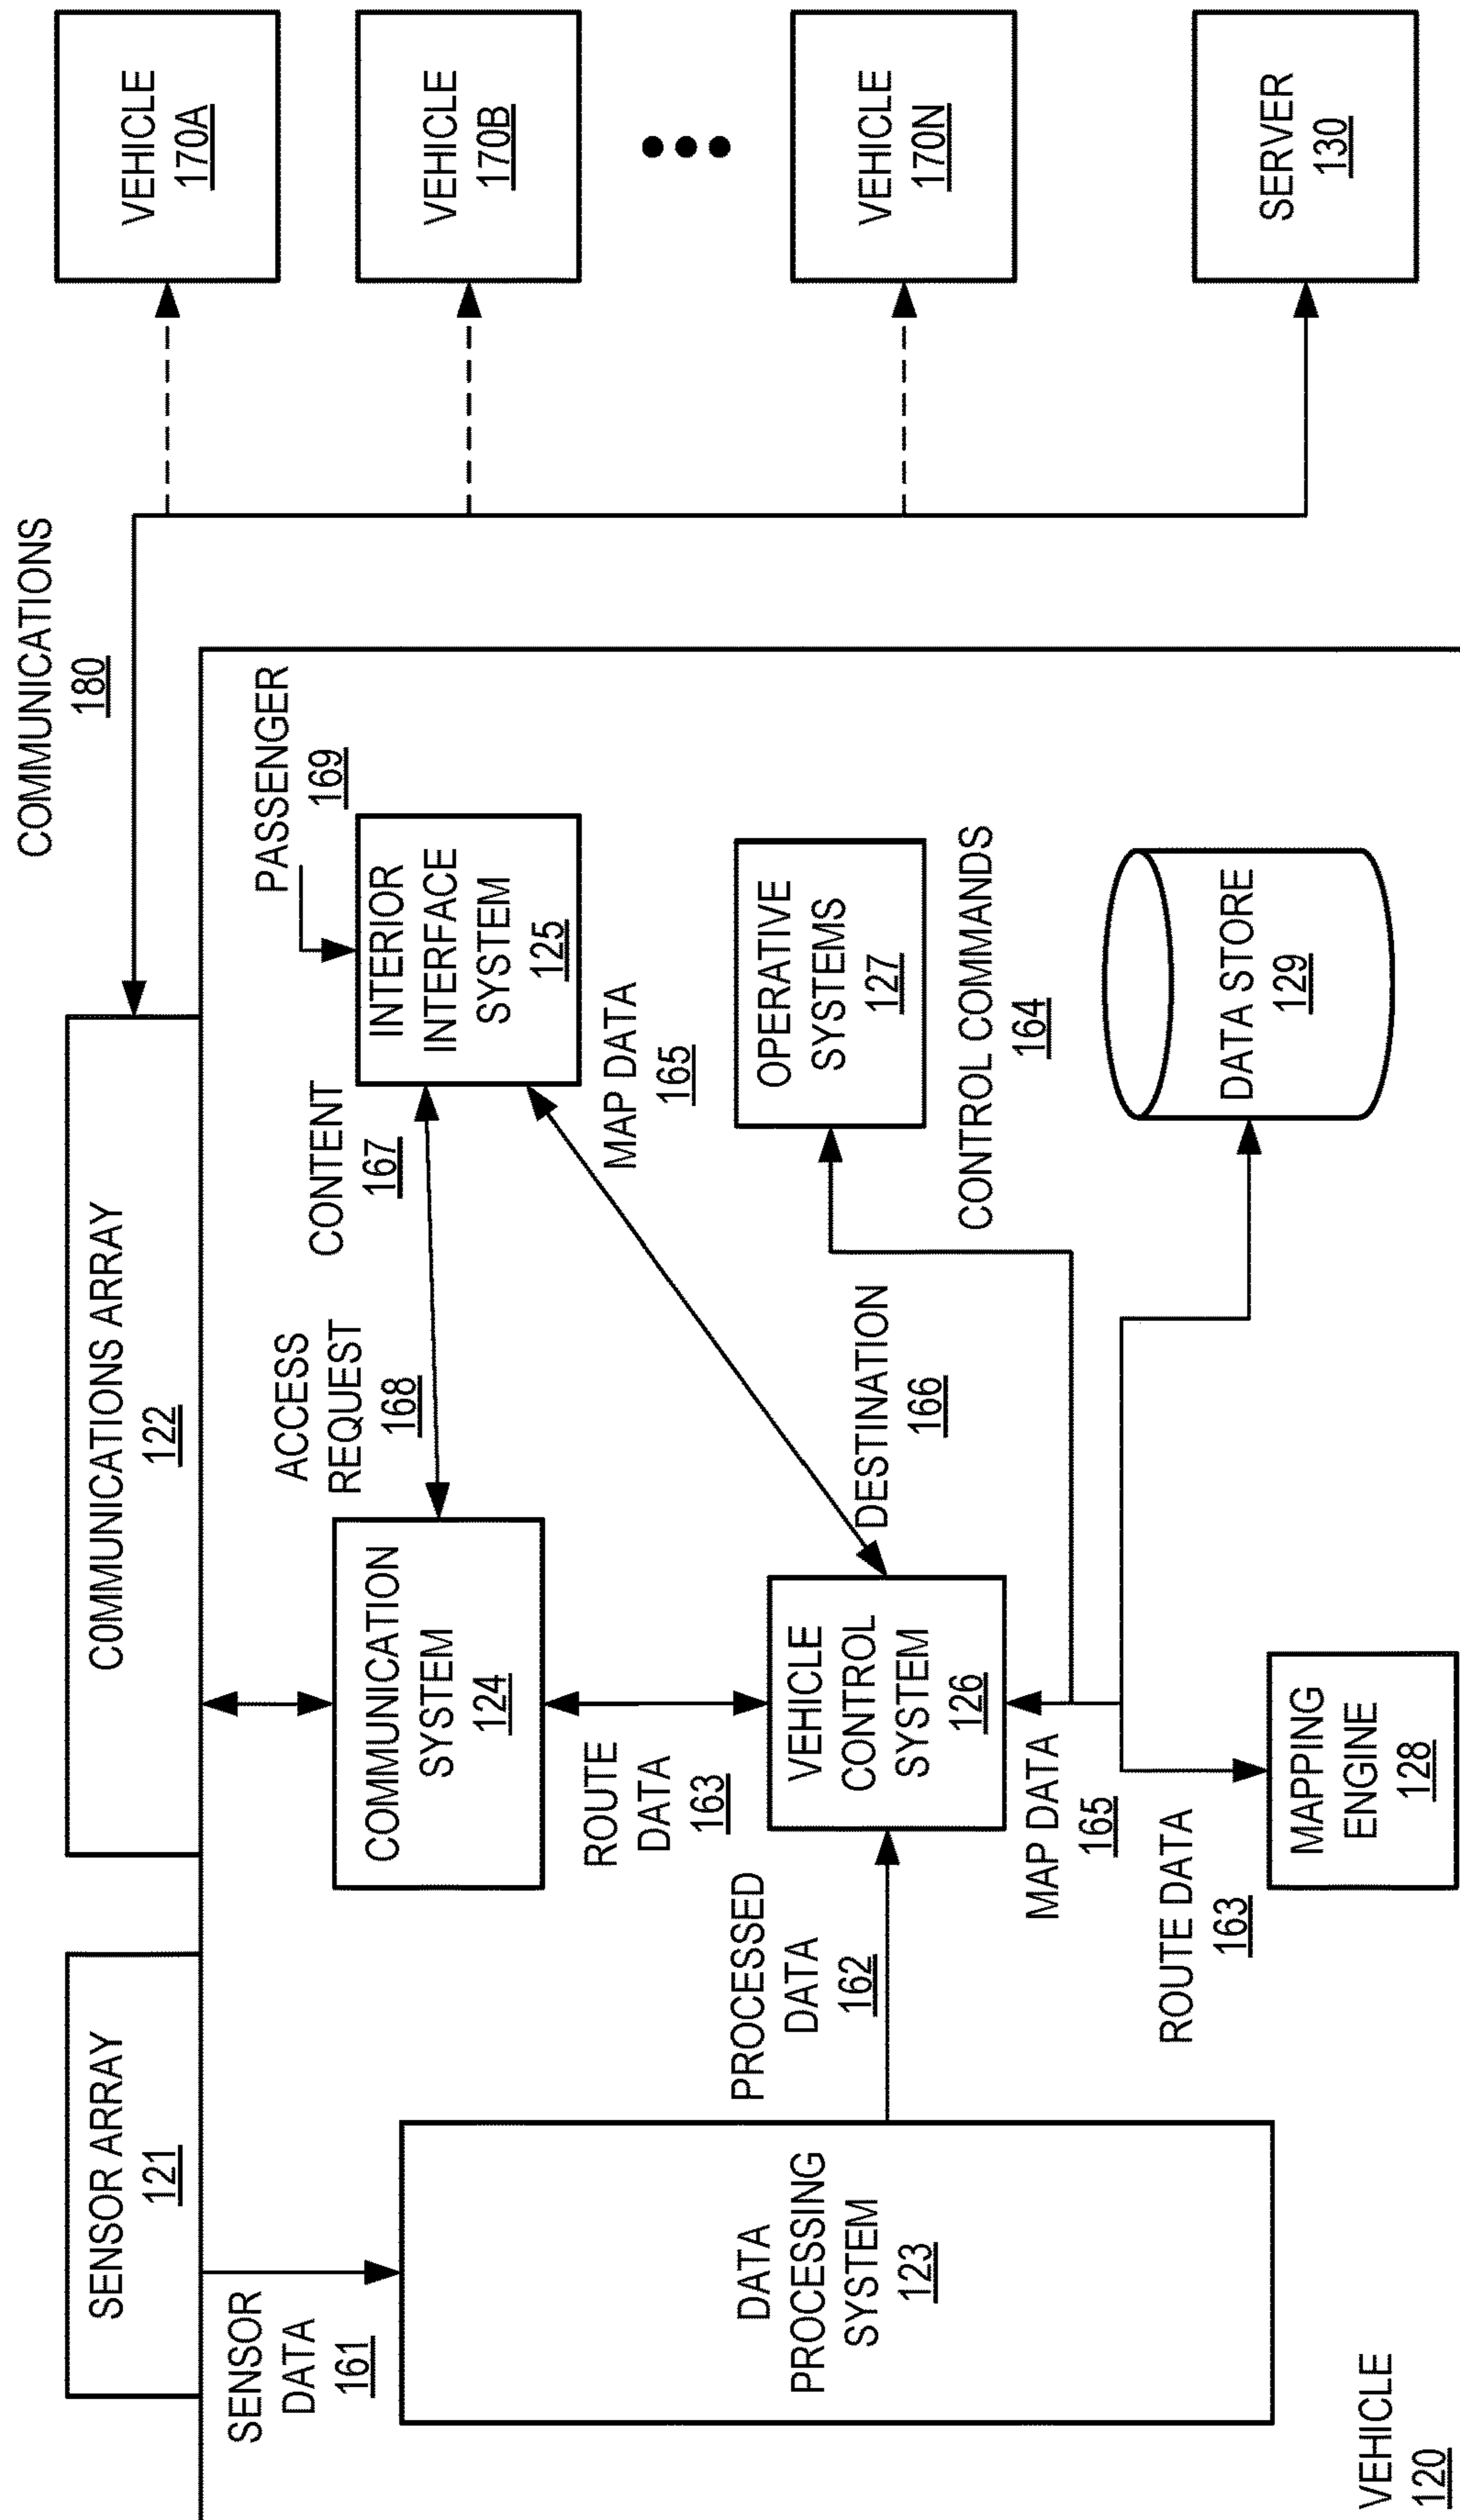 SENSOR ARRAY
121
C0MMUNICATIONS ARRAY
122
COMMUNICATIONS
180
VEHICLE
170A
VEHICLE
170B
VEHICLE
170N
SERVER
130
SENSOR
DATA
161
DATA
PROCESSING
SYSTEM
123
PROCESSED
DATA
162
COMMUNICATION
SYSTEM
124
ACCESS
REQUEST
168
CONTENT
167
PASSENGER
169
INTERIOR
INTERFACE
SYSTEM
125
ROUTE
DATA
163
MAP DATA
165
VEHICLE
CONTROL
SYSTEM
126
DESTINATION
166
OPERATIVE
SYSTEMS
127
CONTROL COMMANDS
164
MAP DATA
165
ROUTE DATA
163
MAPPING
ENGINE
128
DATA STORE
129
VEHICLE
120